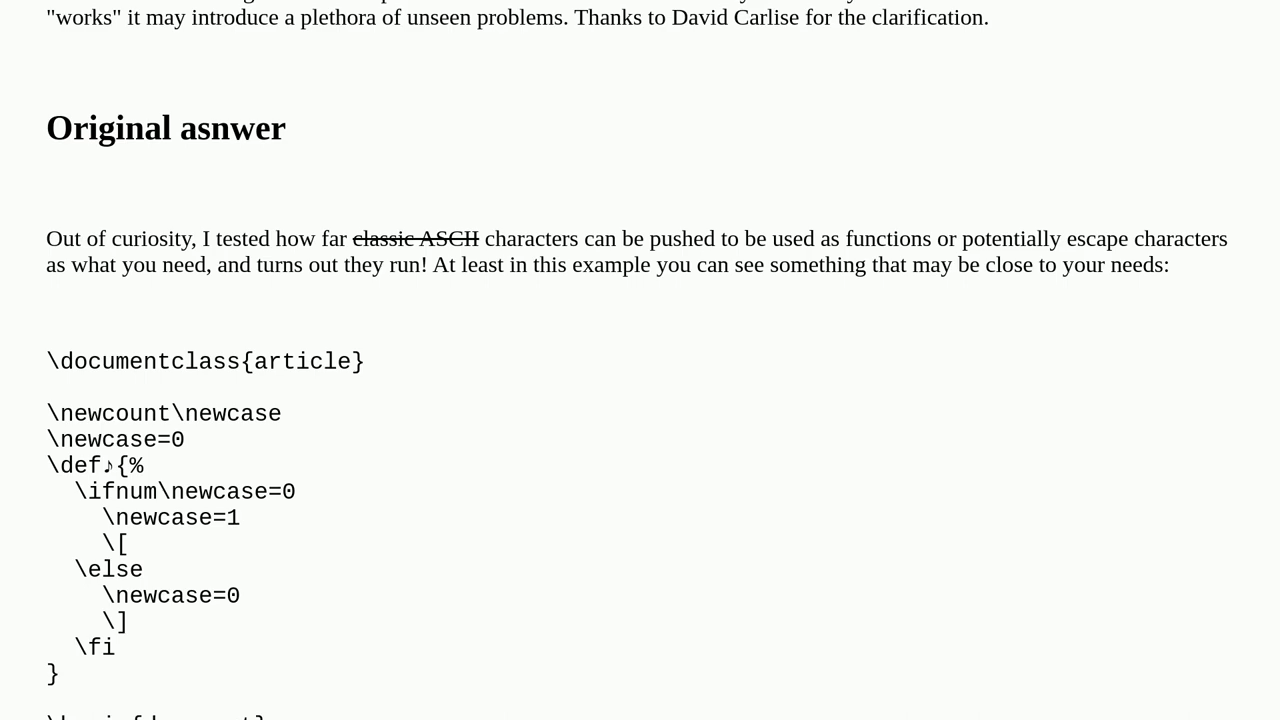 "works" it may introduce a plethora of unseen problems. Thanks to David Carlise for the clarification.
Original asnwer
Out of curiosity, I tested how far classic ASCII characters can be pushed to be used as functions or potentially escape characters
as what you need, and turns out they run! At least in this example you can see something that may be close to your needs:
\documentclass{article}
\newcount\newcase
\newcase=0
\def♪{%
  \ifnum\newcase=0
    \newcase=1
    \[
  \else
    \newcase=0
    \]
  \fi
}